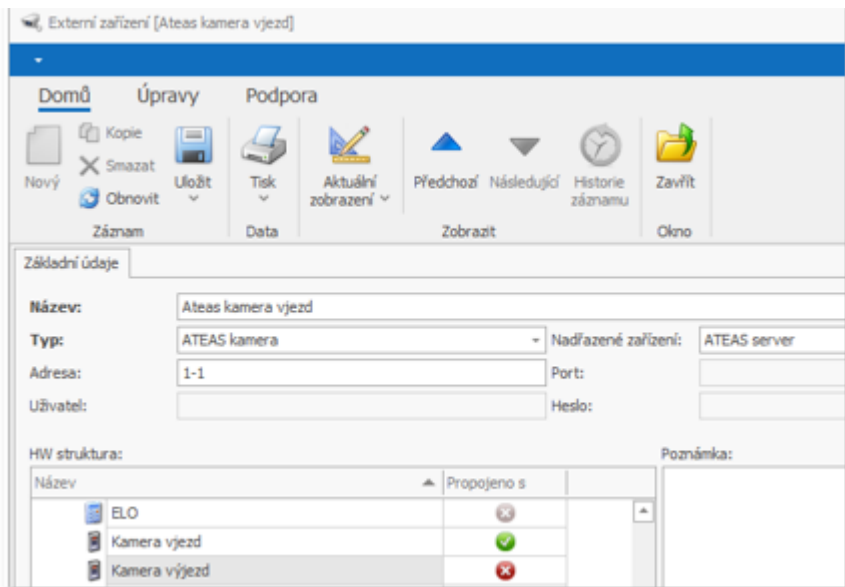 Externí zařízení [Ateas kamera vjezd]
Domů Úpravy Podpora
Nový
Kopie
Smazat
Obnovit
Uložit
Tisk
Aktuální
zobrazení
Předchozí
Následující
Historie
záznamu
Zavřít
Záznam Data Zobrazit Okno
Základní údaje
Název: Ateas kamera vjezd
Typ: ATEAS kamera Nadřazené zařízení: ATEAS server
Adresa: 1-1 Port:
Uživatel: Heslo:
HW struktura: Poznámka:
Název Propojeno s
ELO
Kamera vjezd
Kamera výjezd